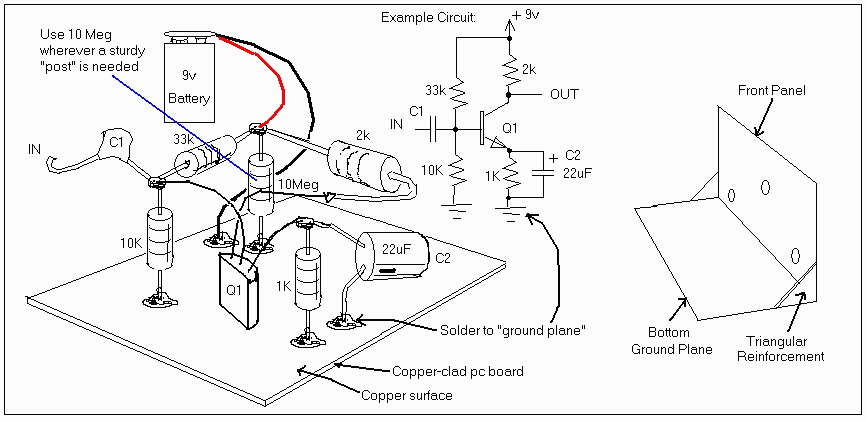 Use 10 Meg
wherever a sturdy
"post" is needed
9v
Battery
Example Circuit:
+ 9v
2k
33k
OUT
C1
IN
Q1
10K
1K
+
C2
22uF
IN
C1
33k
2k
10Meg
10K
Q1
1K
22uF
C2
Solder to "ground plane"
Copper-clad pc board
Copper surface
Front Panel
Bottom
Ground Plane
Triangular
Reinforcement